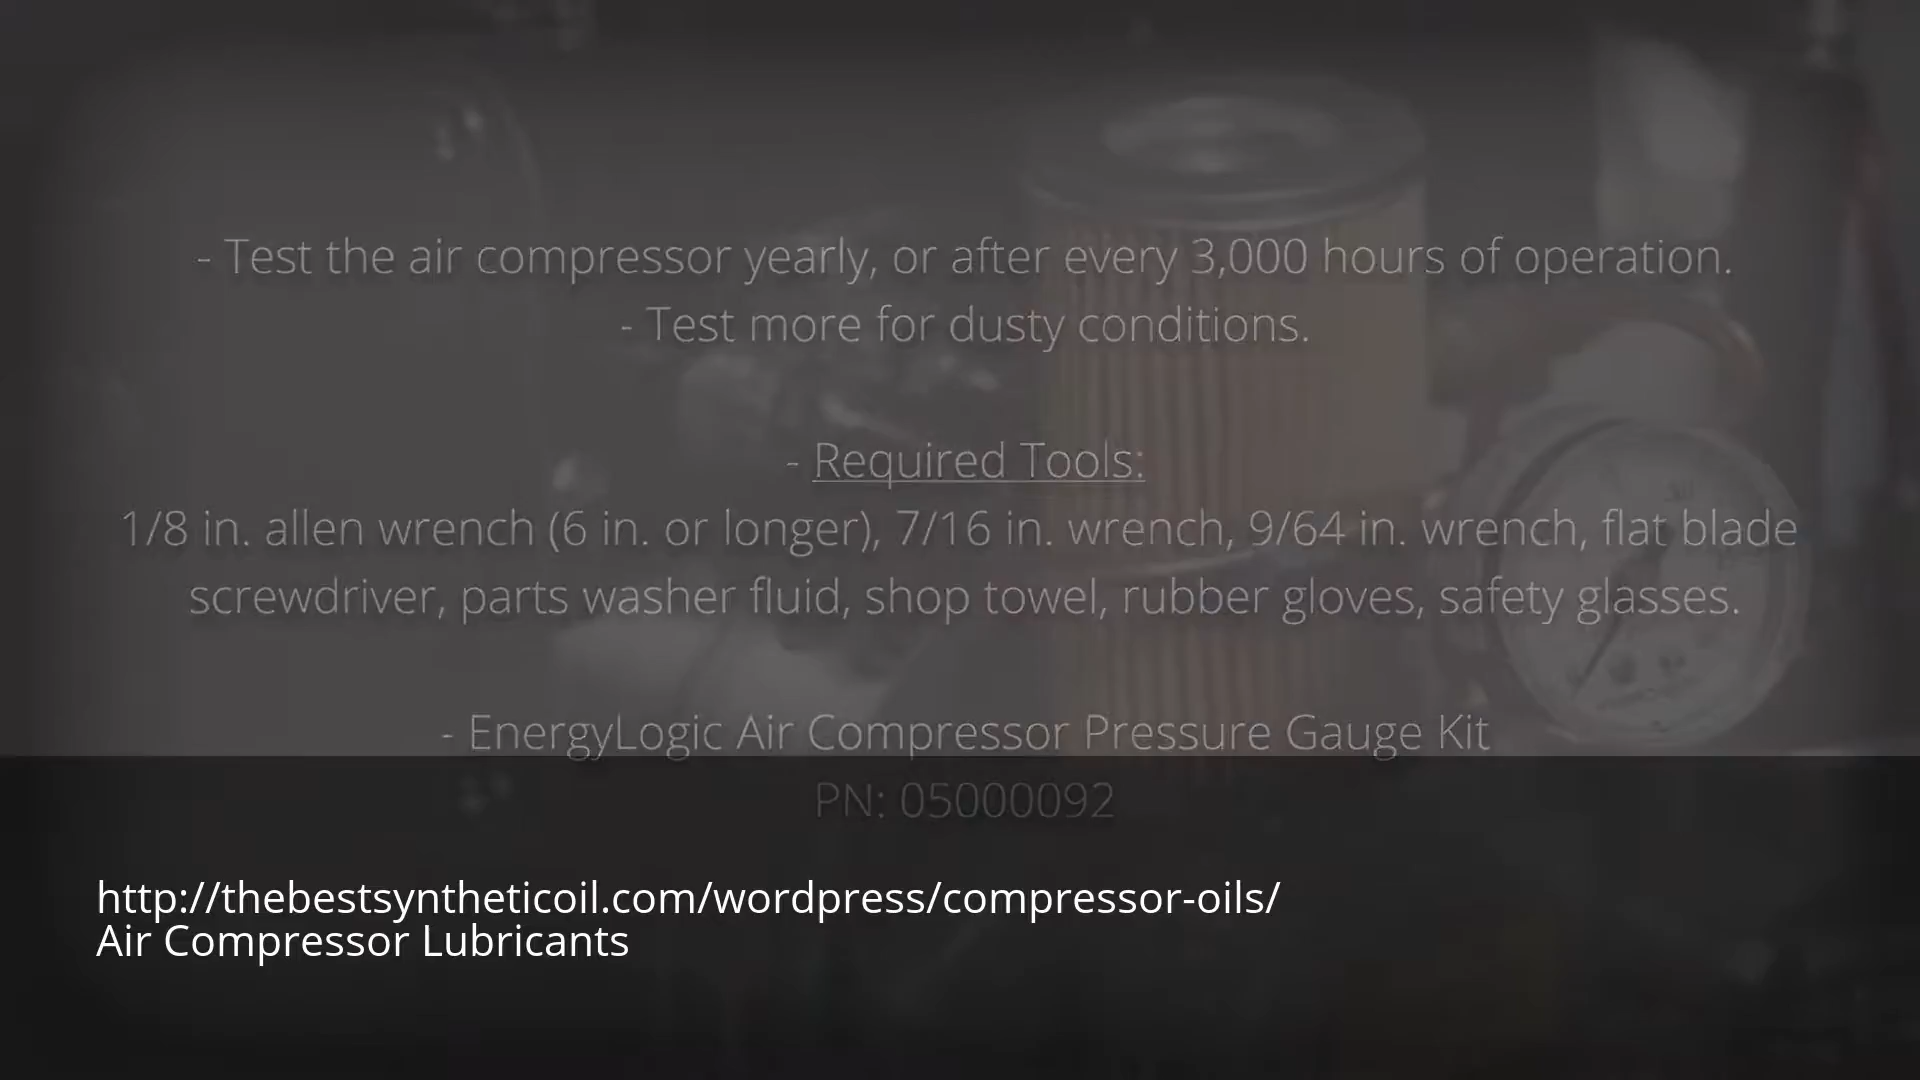 - Test the air compressor yearly, or after every 3,000 hours of operation.
- Test more for dusty conditions.
- Required Tools:
1/8 in. allen wrench (6 in. or longer), 7/16 in. wrench, 9/64 in. wrench, flat blade
screwdriver, parts washer fluid, shop towel, rubber gloves, safety glasses.
- EnergyLogic Air Compressor Pressure Gauge Kit
PN: 05000092
http://thebestsyntheticoil.com/wordpress/compressor-oils/
Air Compressor Lubricants